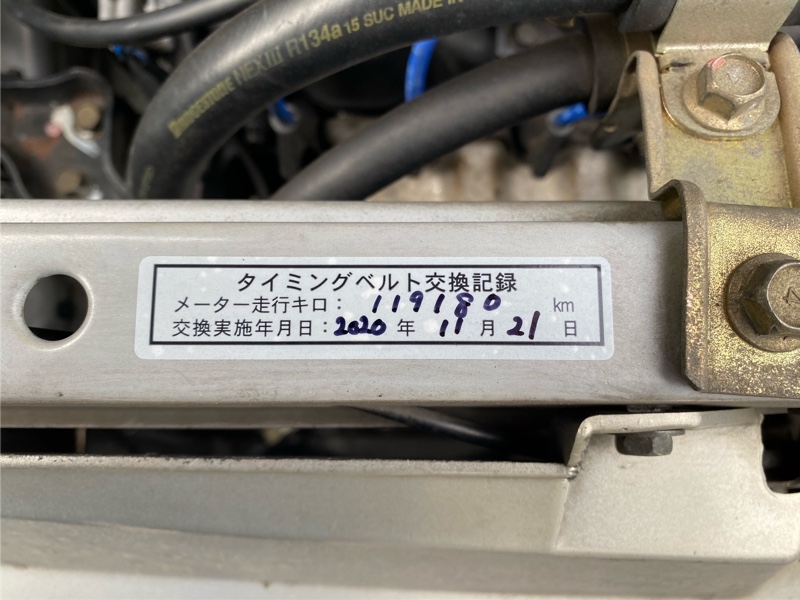 BRIDGESTONE NEXIII R134a 15 SUC MADE IN
タイミングベルト交換記録
メーター走行キロ: 119180 km
交換実施年月日:2020 年 11 月 21 日